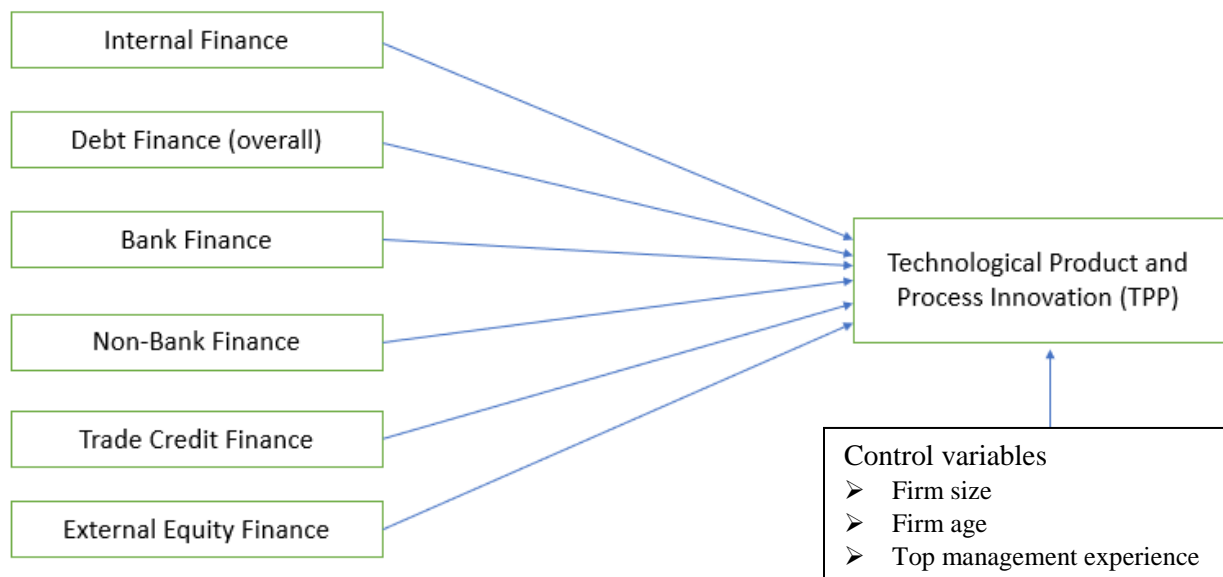 Internal Finance
Debt Finance (overall)
Bank Finance
Non-Bank Finance
Trade Credit Finance
External Equity Finance
Technological Product and
Process Innovation (TPP)
Control variables
➢ Firm size
➢ Firm age
➢ Top management experience